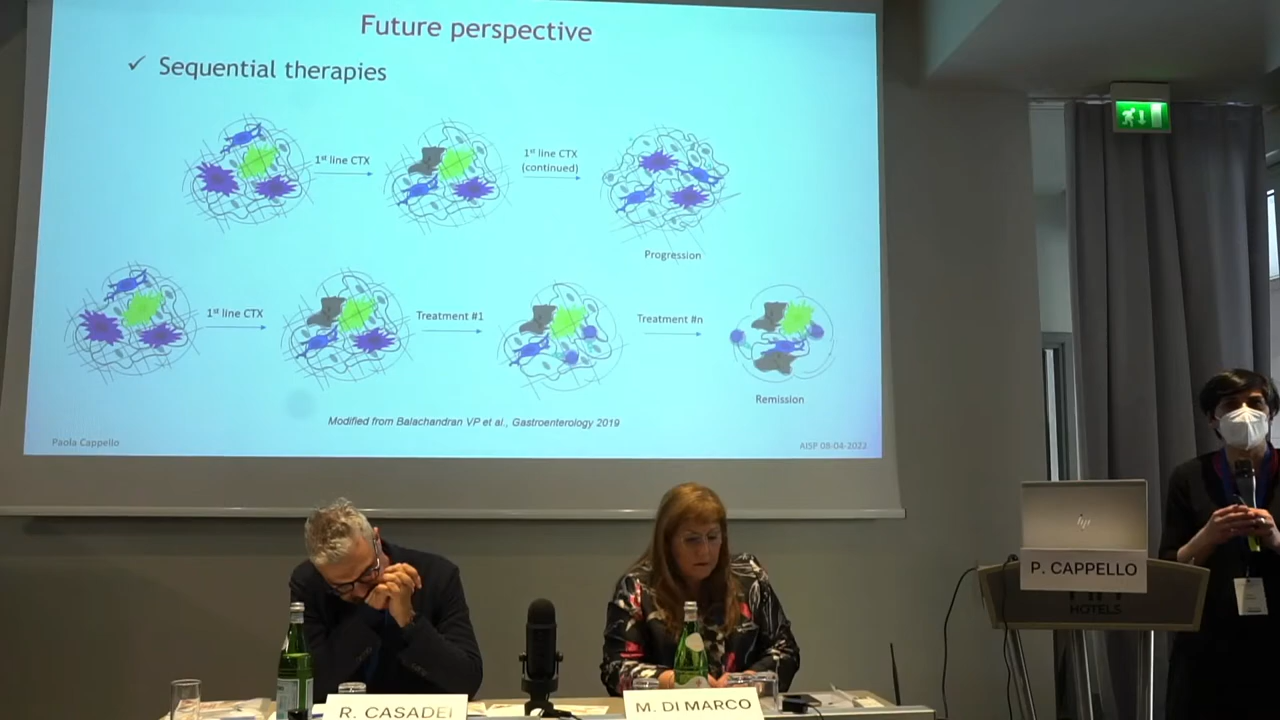 Future perspective
✓ Sequential therapies
1st line CTX
1st line CTX
(continued)
Progression
1st line CTX
Treatment #1
Treatment #n
Remission
Modified from Balachandran VP et al., Gastroenterology 2019
Paola Cappello
AISP 08-04-2022
hp
P. CAPPELLO
HOTELS
R. CASADEI
M. DI MARCO